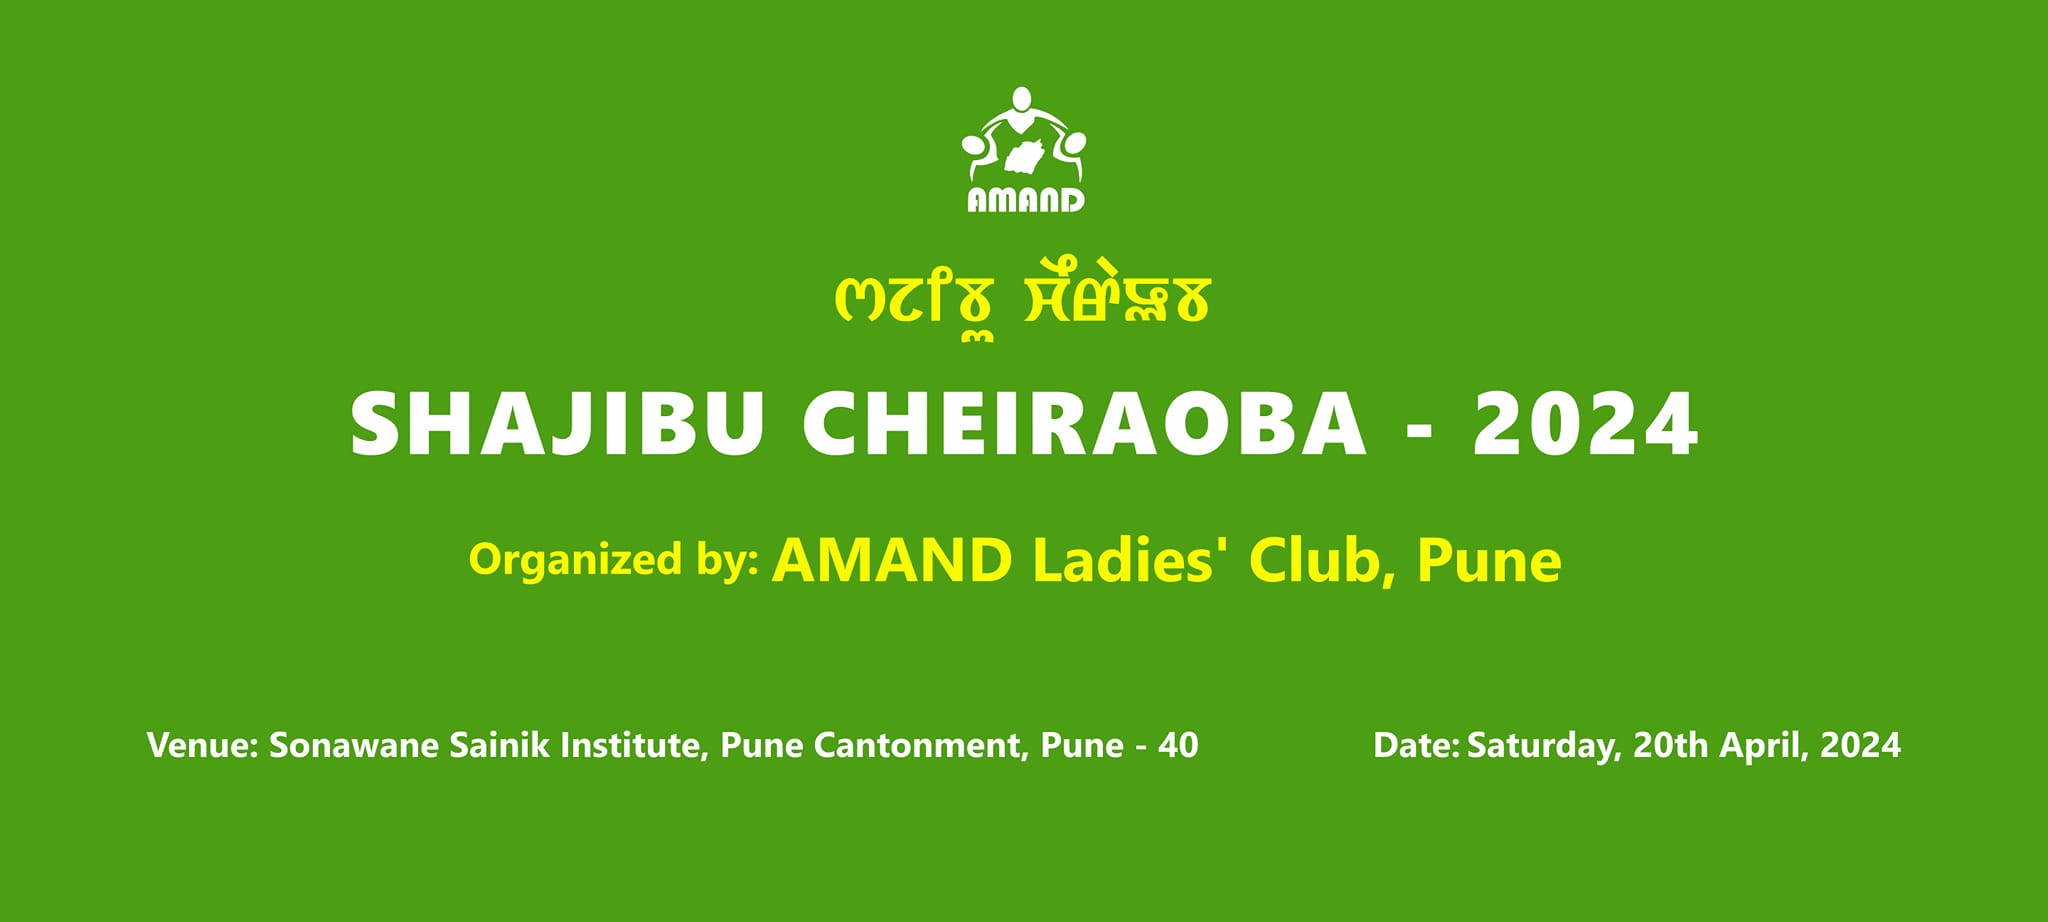 AMAND
ꯁꯖꯤꯕꯨ ꯆꯩꯔꯥꯎꯕ
SHAJIBU CHEIRAOBA - 2024
Organized by: AMAND Ladies' Club, Pune
Venue: Sonawane Sainik Institute, Pune Cantonment, Pune - 40
Date: Saturday, 20th April, 2024